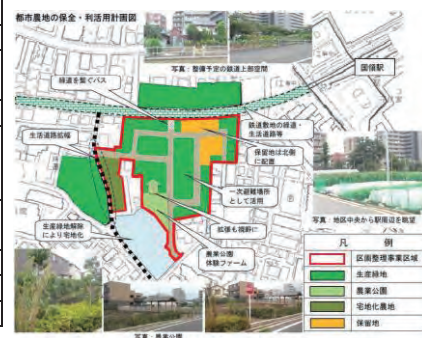 都市農地の保全・利活用計画図
写真：整備予定の鉄道上部空間
国領駅
緑道を繋ぐパス
生活道路拡幅
鉄道敷地の緑道・
生活道路等
保留地は北側
に配置
一次避難場所
として活用
拡張も視野に
生産緑地解除
により宅地化
農業公園
体験ファーム
写真：地区中央から駅周辺を眺望
凡 例
区画整理事業区域
生産緑地
農業公園
宅地化農地
保留地
写真：農業公園